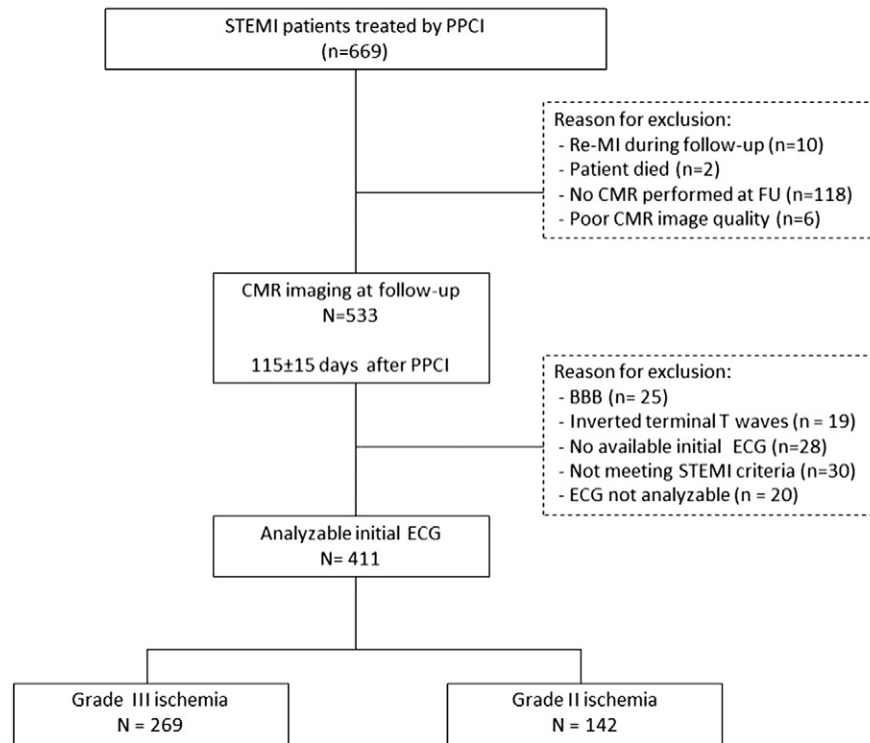 STEMI patients treated by PPCI
(n=669)
Reason for exclusion:
- Re-MI during follow-up (n=10)
- Patient died (n=2)
- No CMR performed at FU (n=118)
- Poor CMR image quality (n=6)
CMR imaging at follow-up
N=533
115±15 days after PPCI
Reason for exclusion:
- BBB (n= 25)
- Inverted terminal T waves (n = 19)
- No available initial ECG (n=28)
- Not meeting STEMI criteria (n=30)
- ECG not analyzable (n = 20)
Analyzable initial ECG
N= 411
Grade III ischemia
N = 269
Grade II ischemia
N = 142